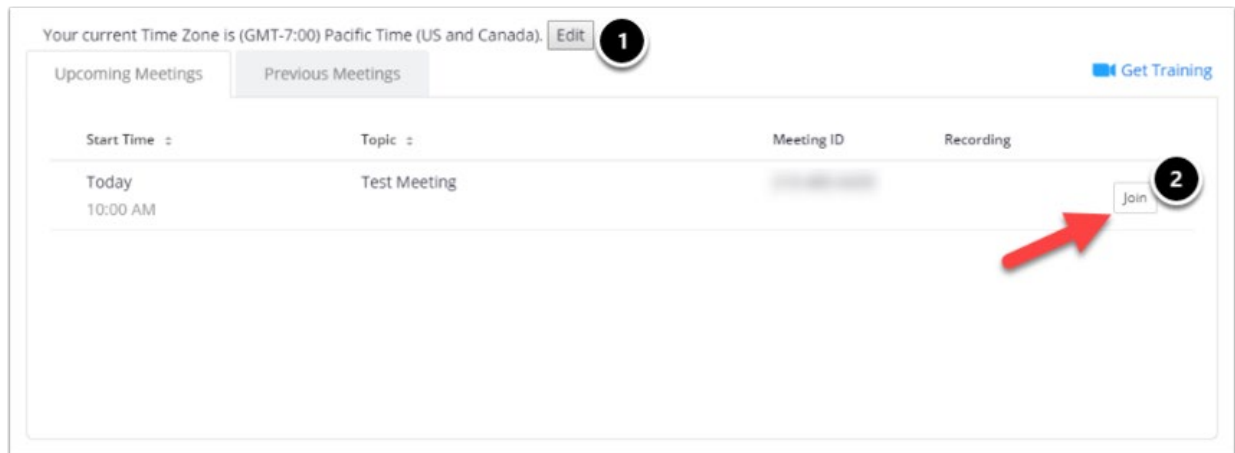 Your current Time Zone is (GMT-7:00) Pacific Time (US and Canada). Edit 1
Upcoming Meetings Previous Meetings Get Training
Start Time Topic Meeting ID Recording
Today Test Meeting Join 2
10:00 AM